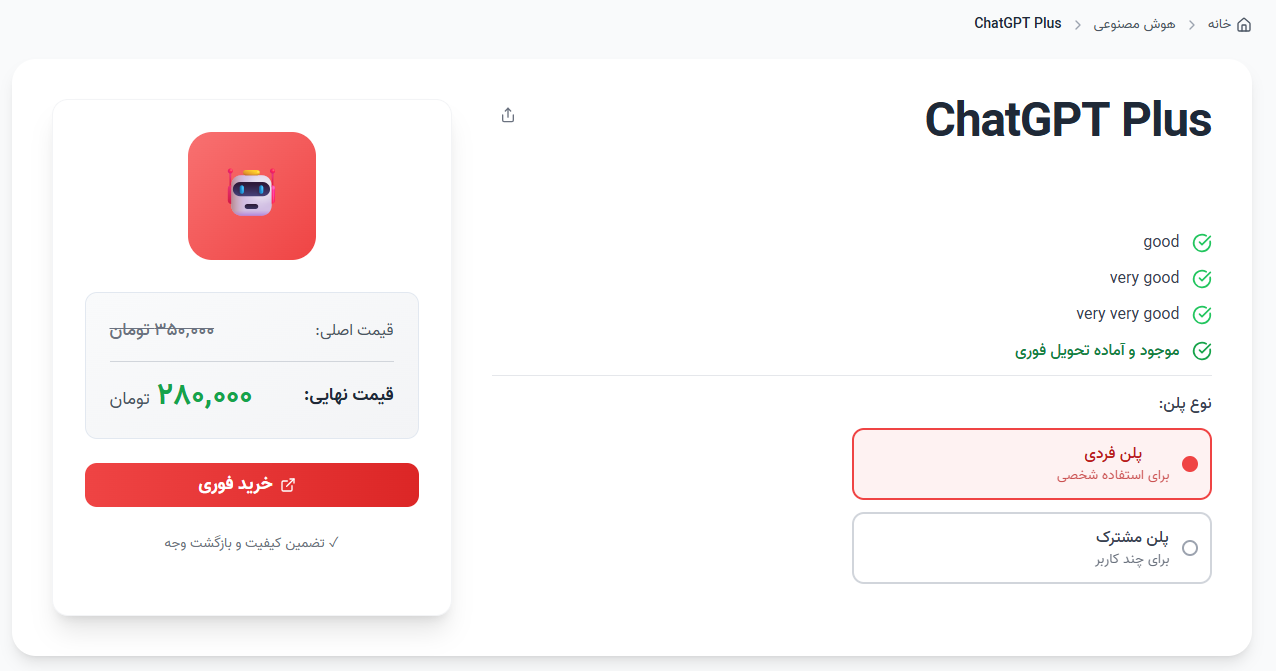 خانه > هوش مصنوعی > ChatGPT Plus
ChatGPT Plus
good
very good
very very good
موجود و آماده تحویل فوری
نوع پلن:
پلن فردی
برای استفاده شخصی
پلن مشترک
برای چند کاربر
قیمت اصلی: ۳۵۰,۰۰۰ تومان
قیمت نهایی: ۲۸۰,۰۰۰ تومان
خرید فوری
✓ تضمین کیفیت و بازگشت وجه